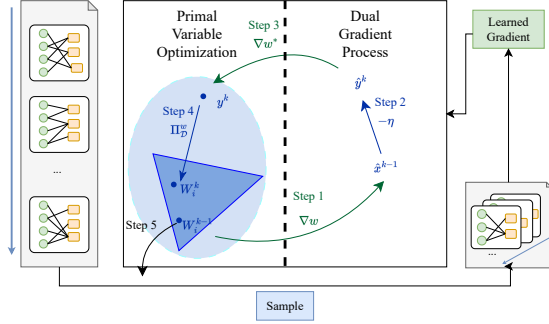 Primal
Variable
Optimization
Dual
Gradient
Process
Step 3
∇w*
Learned
Gradient
ŷ^k
Step 2
−η
x̂^{k−1}
Step 4
Π_𝒟^w
y^k
W_i^k
W_i^{k−1}
Step 5
Step 1
∇w
...
...
Sample